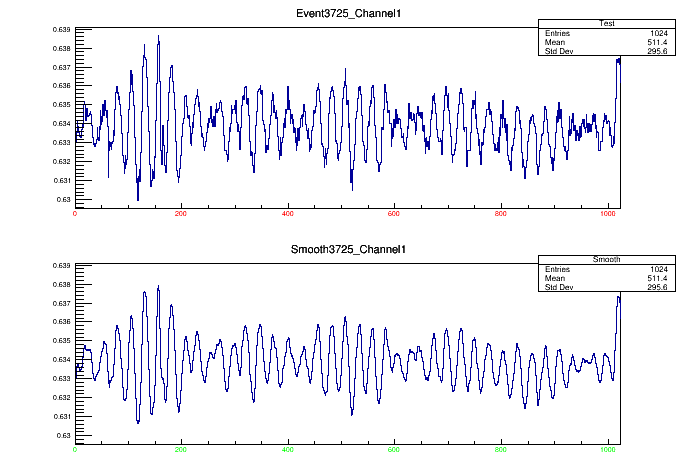 Event3725_Channel1
Test
Entries 1024
Mean 511.4
Std Dev 295.6
0.639
0.638
0.637
0.636
0.635
0.634
0.633
0.632
0.631
0.63
0 200 400 600 800 1000
Smooth3725_Channel1
Smooth
Entries 1024
Mean 511.4
Std Dev 295.6
0.639
0.638
0.637
0.636
0.635
0.634
0.633
0.632
0.631
0.63
0 200 400 600 800 1000